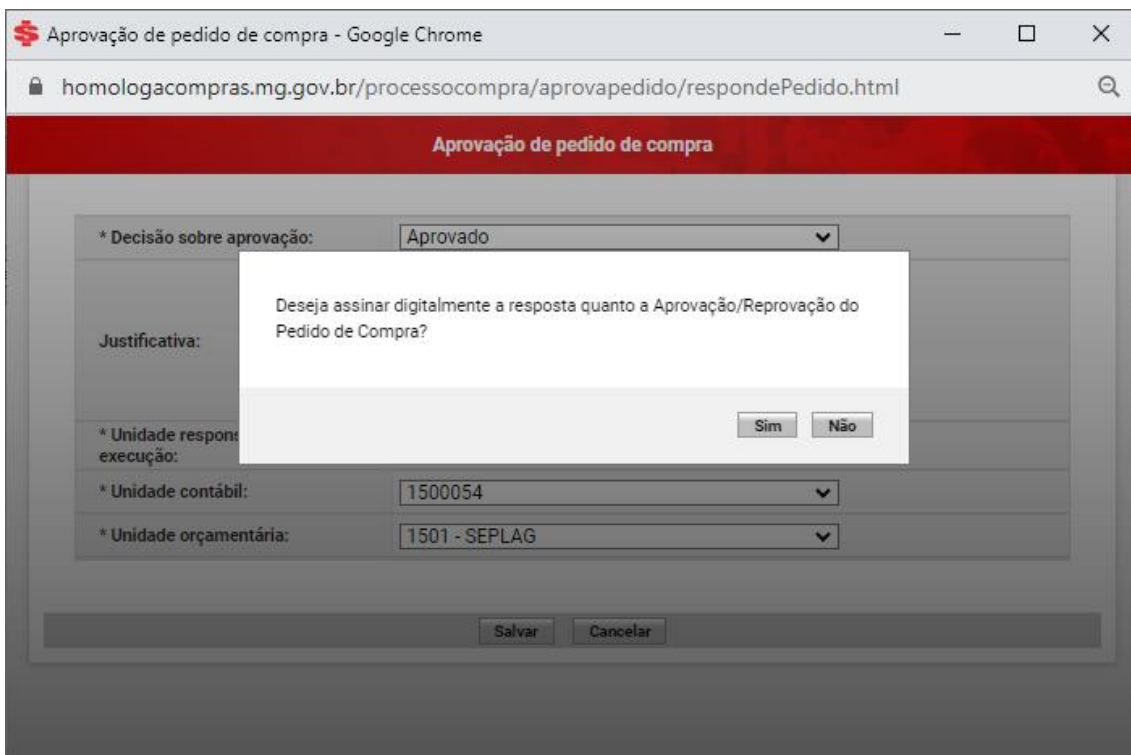 Aprovação de pedido de compra - Google Chrome
homologacompras.mg.gov.br/processocompra/aprovapedido/respondePedido.html
Aprovação de pedido de compra
* Decisão sobre aprovação: Aprovado
Deseja assinar digitalmente a resposta quanto a Aprovação/Reprovação do
Pedido de Compra?
Justificativa:
Sim Não
* Unidade
execução:
* Unidade contábil: 1500054
* Unidade orçamentária: 1501 - SEPLAG
Salvar Cancelar